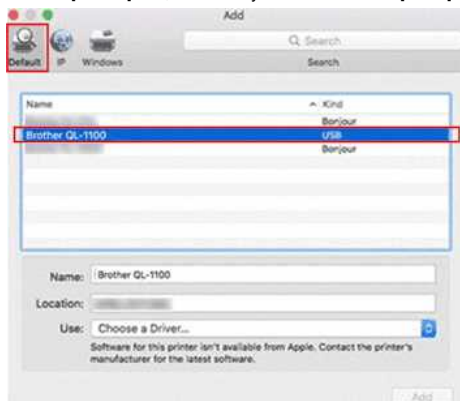 Add
Search
Default IP Windows Search
Name Kind
Bonjour
Brother QL-1100 USB
Bonjour
Name: Brother QL-1100
Location:
Use: Choose a Driver...
Software for this printer isn't available from Apple. Contact the printer's
manufacturer for the latest software.
Add